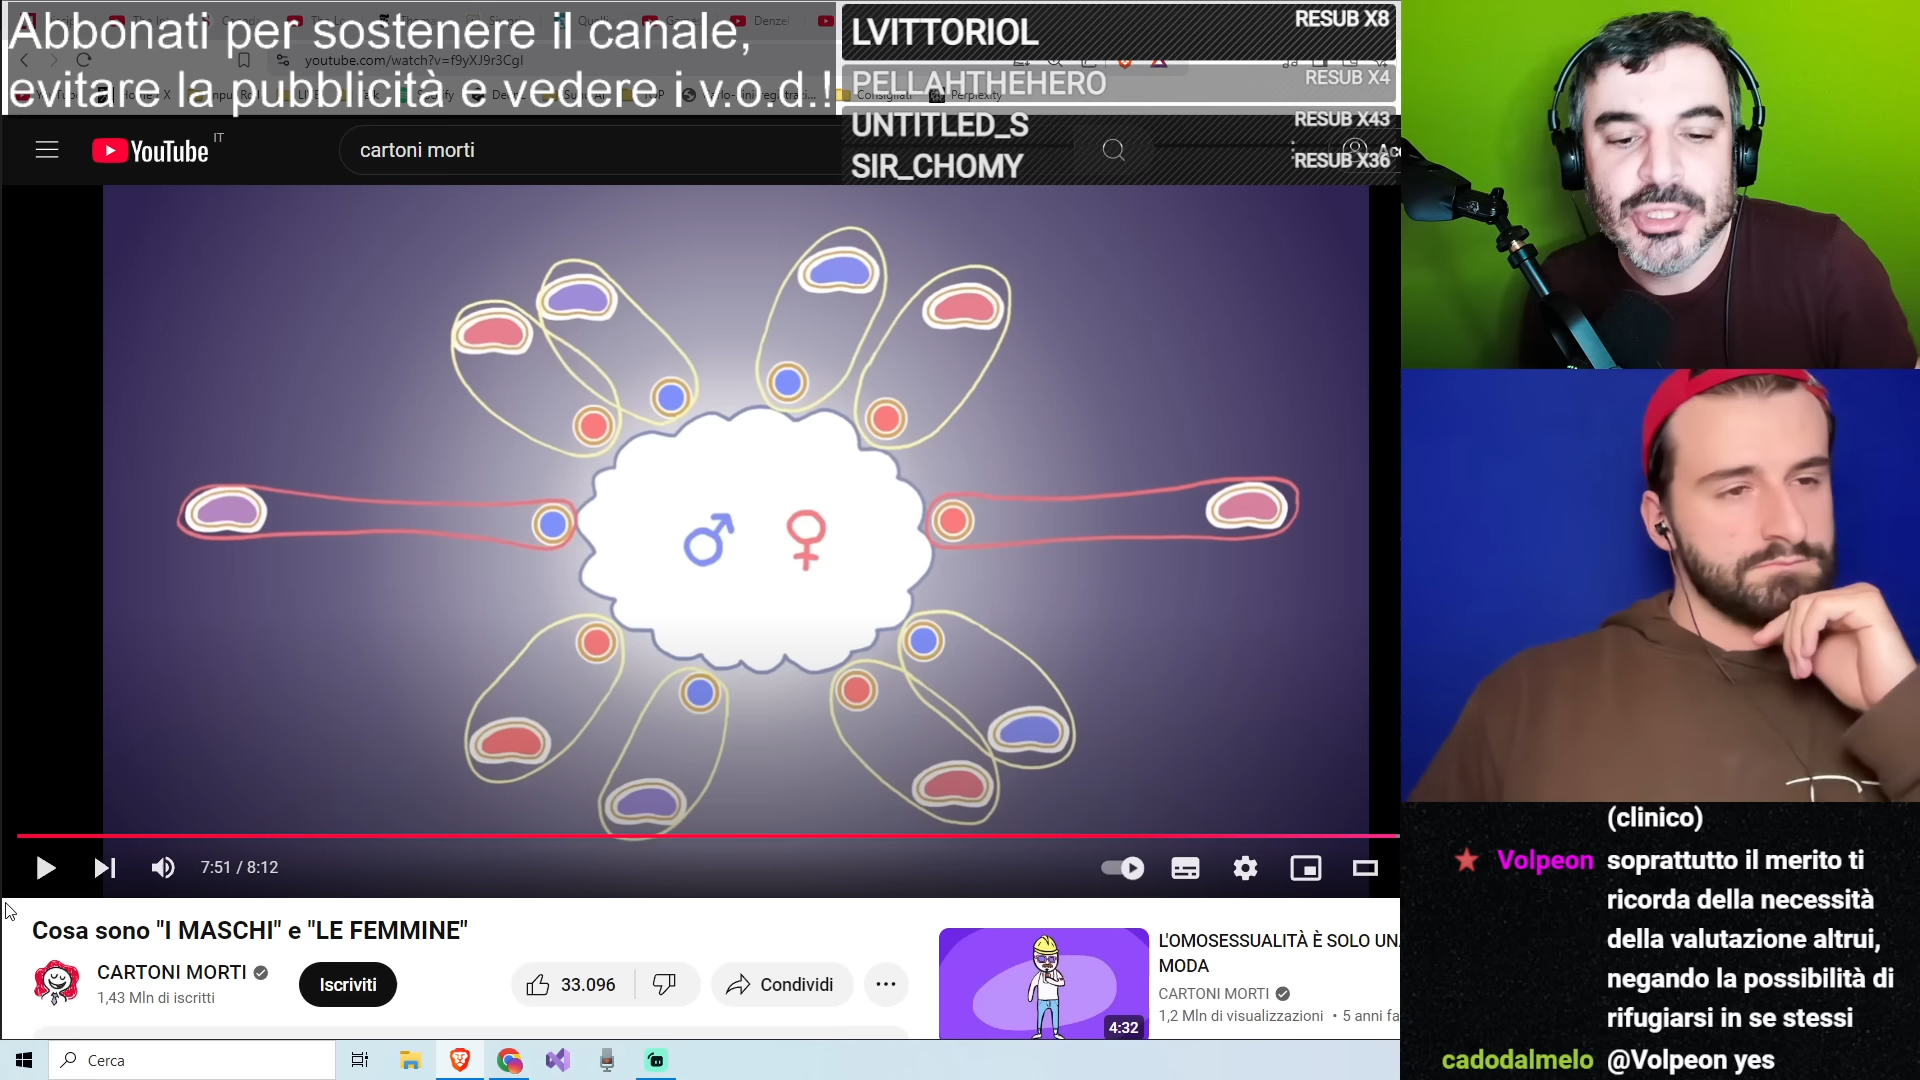 Abbonati per sostenere il canale,
evitare la pubblicità e vedere i v.o.d.!!
youtube.com/watch?v=f9yXJ9r3CgI
LVITTORIOL RESUB X8
PELLAHTHEHERO RESUB X4
UNTITLED_S RESUB X43
SIR_CHOMY RESUB X36
Perplexity
YouTube IT
cartoni morti
7:51 / 8:12
Cosa sono "I MASCHI" e "LE FEMMINE"
CARTONI MORTI
1,43 Mln di iscritti
Iscriviti
33.096
Condividi
4:32
L'OMOSESSUALITÀ È SOLO UN
MODA
CARTONI MORTI
1,2 Mln di visualizzazioni • 5 anni fa
Cerca
(clinico)
Volpeon soprattutto il merito ti
ricorda della necessità
della valutazione altrui,
negando la possibilità di
rifugiarsi in se stessi
cadodalmelo @Volpeon yes